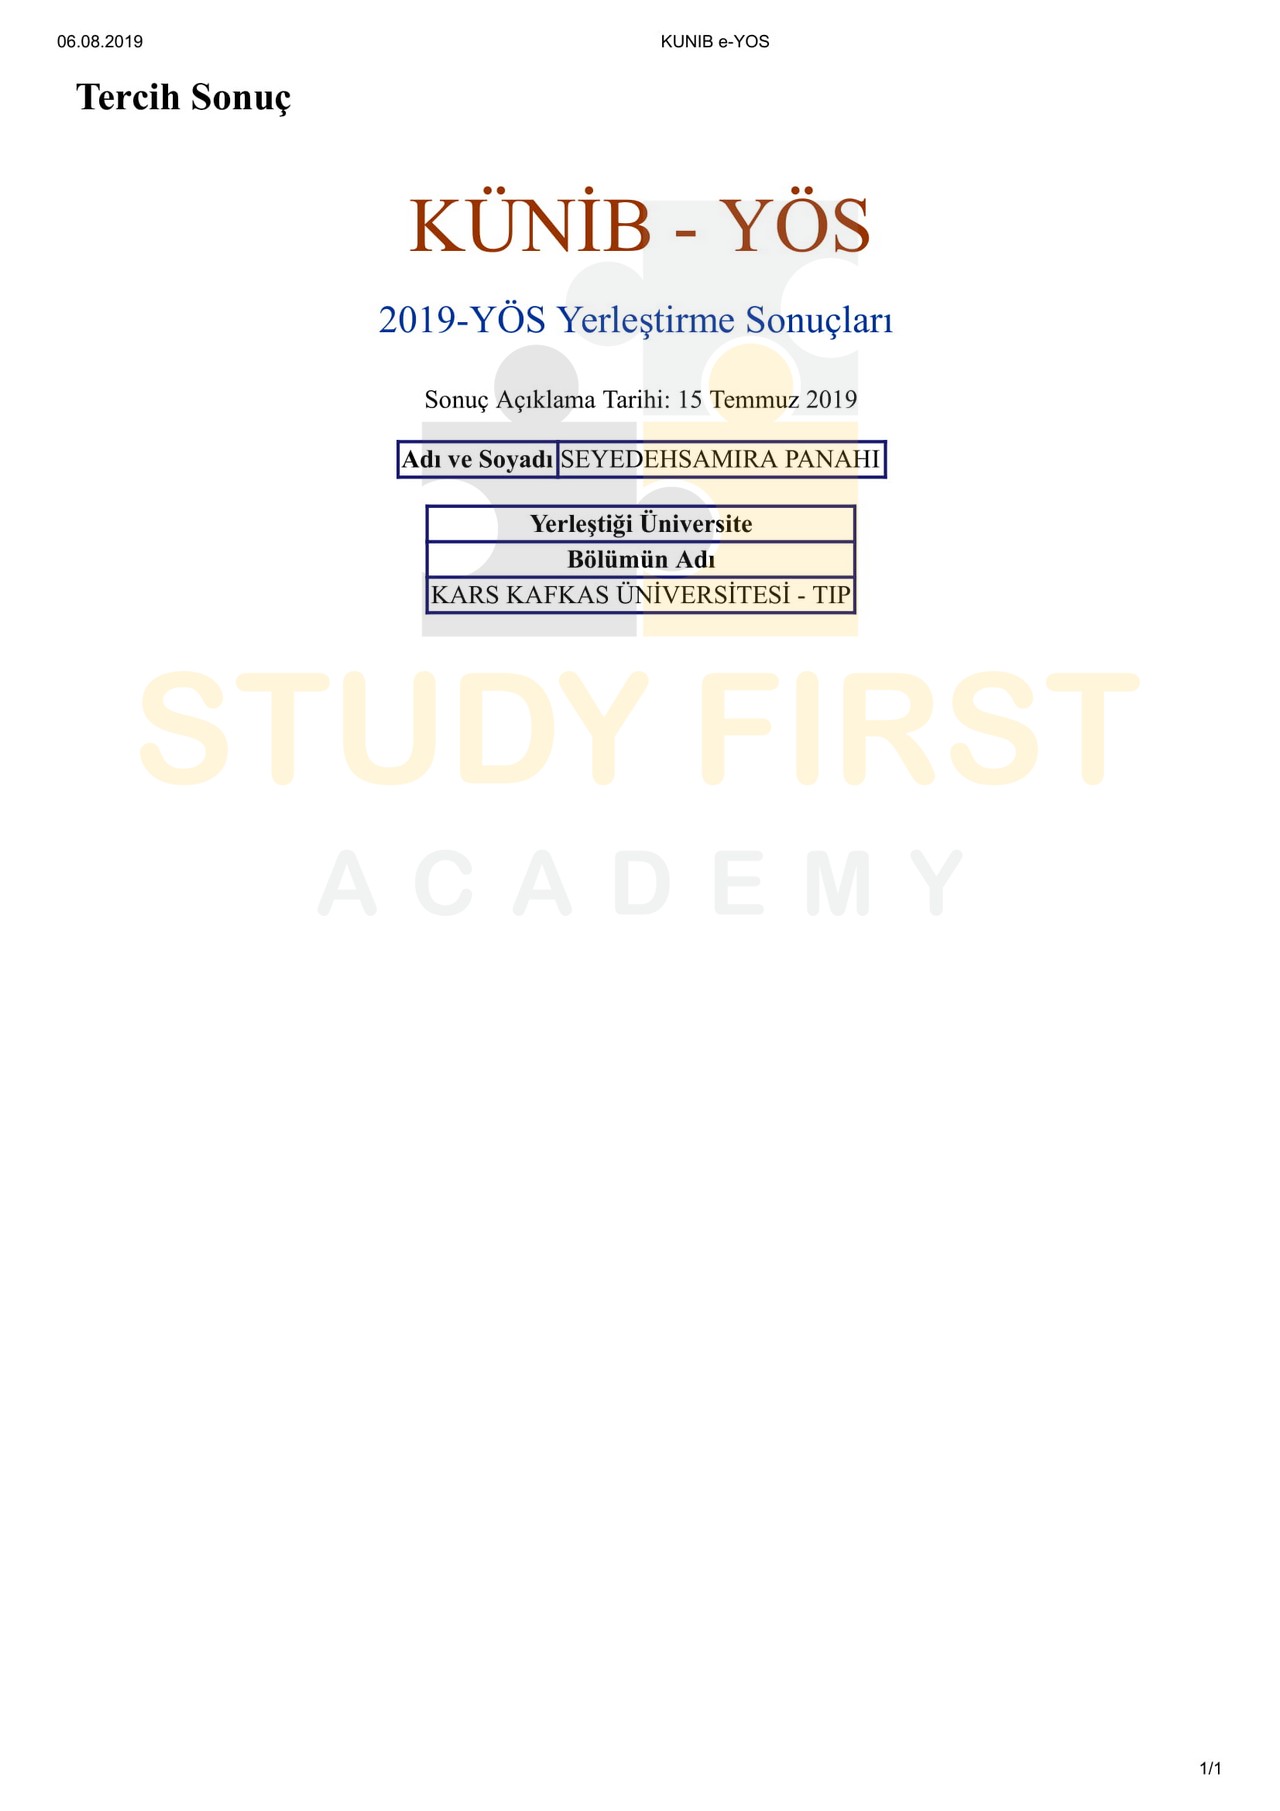 06.08.2019 KUNIB e-YOS
Tercih Sonuç
KÜNİB - YÖS
2019-YÖS Yerleştirme Sonuçları
Sonuç Açıklama Tarihi: 15 Temmuz 2019
Adı ve Soyadı SEYEDEHSAMIRA PANAHI
Yerleştiği Üniversite
Bölümün Adı
KARS KAFKAS ÜNİVERSİTESİ - TIP
STUDY FIRST
ACADEMY
1/1